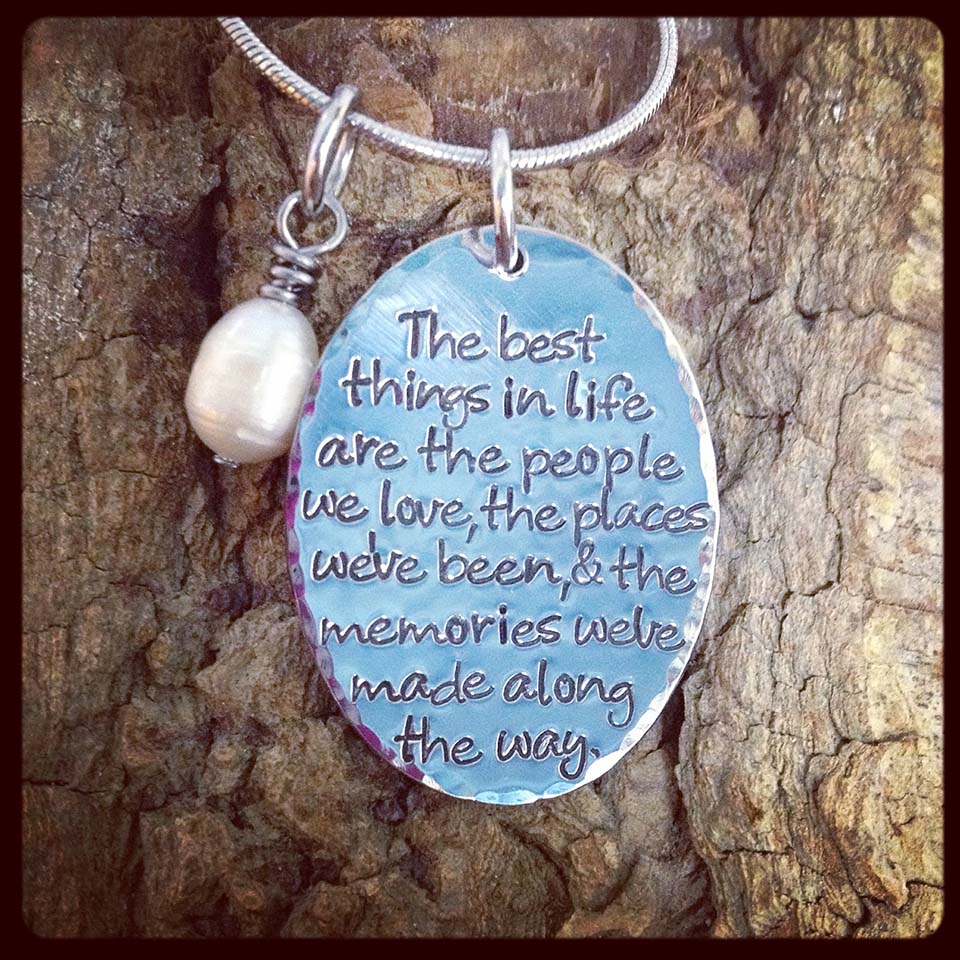 The best
things in life
are the people
we love, the places
we've been, & the
memories we've
made along
the way.